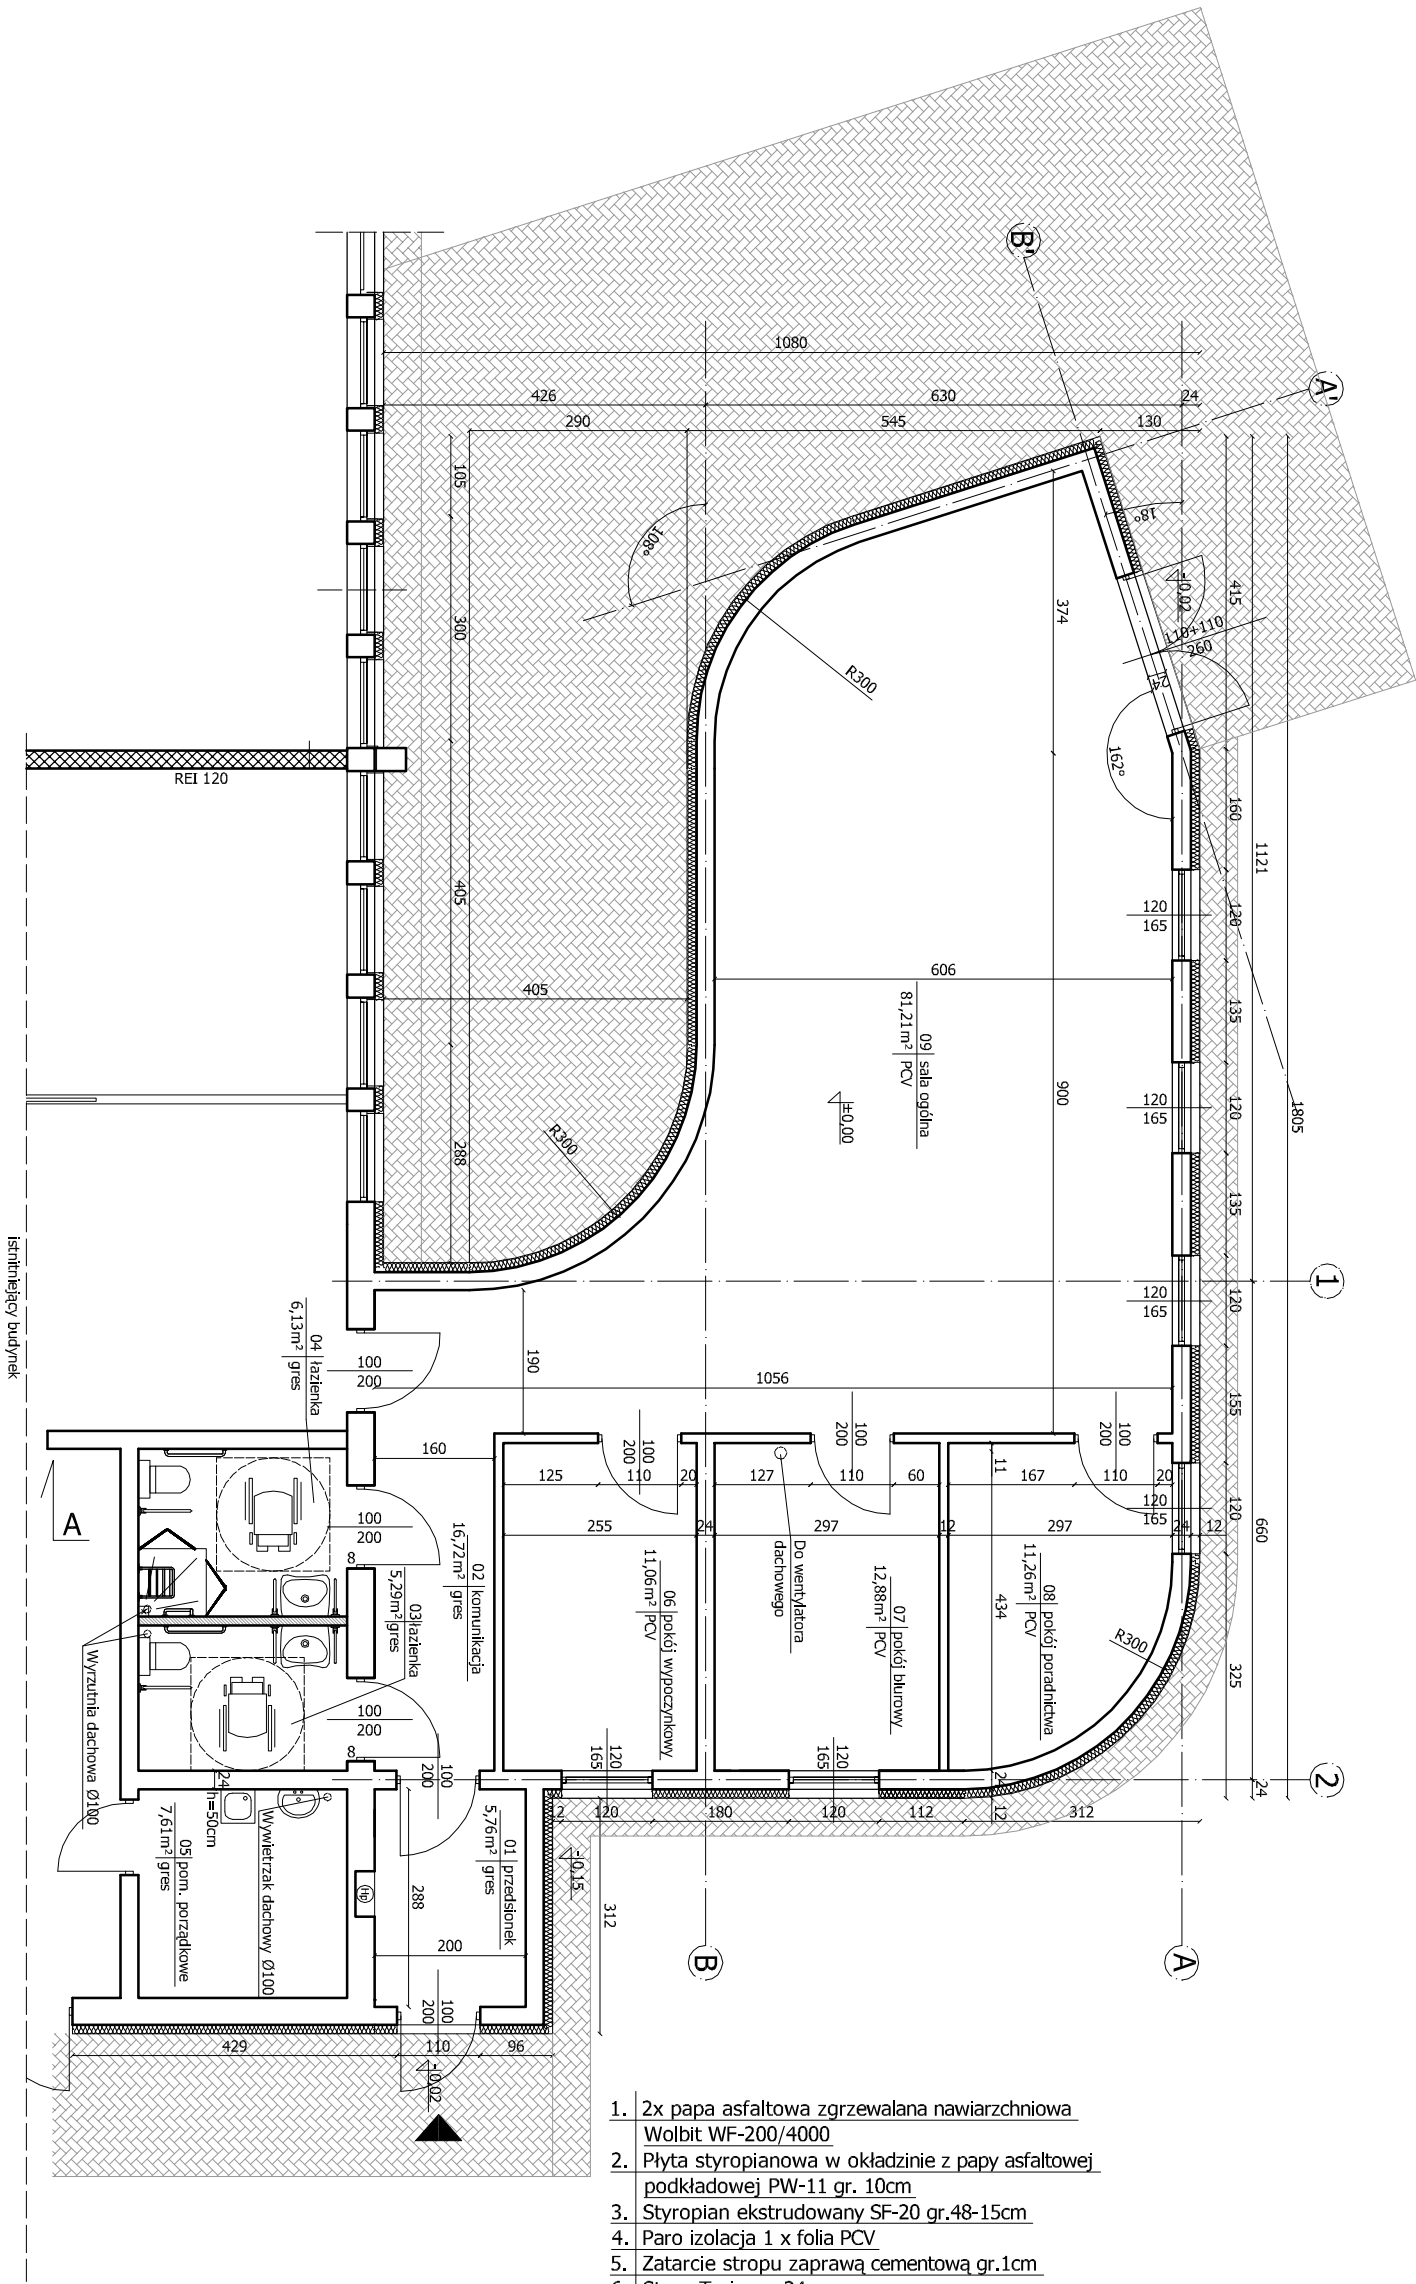 B'
A'
1080
426
630
24
290
545
130
105
108°
18°
-0,02
415
374
300
110+110
260
24
R300
162°
REI 120
160
1121
120
165
120
405
405
606
135
09 sala ogólna
81,21m² PCV
±0,00
900
120
165
120
1805
R300
288
135
1
120
165
120
istnitniejący budynek
04 łazienka
6,13m² gres
100
200
190
1056
155
160
100
200
100
200
100
200
125
110
20
127
110
60
11
167
110
20
120
165
120
660
A
100
200
255
24
297
12
297
24
12
8
02 komunikacja
16,72m² gres
03 łazienka
5,29m² gres
06 pokój wypoczynkowy
11,06m² PCV
Do wentylatora
dachowego
07 pokój biurowy
12,88m² PCV
08 pokój poradnictwa
11,26m² PCV
434
R300
325
Wyrzutnia dachowa Ø100
100
200
8
100
200
120
165
120
165
24
24
12
24
2
h=50cm
12
120
180
120
112
312
05 pom. porządkowe
7,61m² gres
Wywietrzak dachowy Ø100
Hp
288
01 przedsionek
5,76m² gres
-0,15
312
200
B
A
100
200
429
110
96
-0,02
1. 2x papa asfaltowa zgrzewalana nawiarzchniowa
Wolbit WF-200/4000
2. Płyta styropianowa w okładzinie z papy asfaltowej
podkładowej PW-11 gr. 10cm
3. Styropian ekstrudowany SF-20 gr.48-15cm
4. Paro izolacja 1 x folia PCV
5. Zatarcie stropu zaprawą cementową gr.1cm